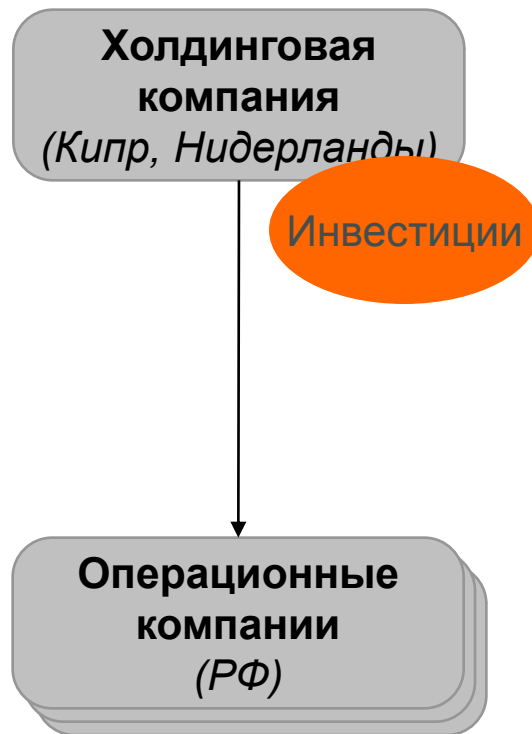 Холдинговая
компания
(Кипр, Нидерланды)
Инвестиции
Операционные
компании
(РФ)